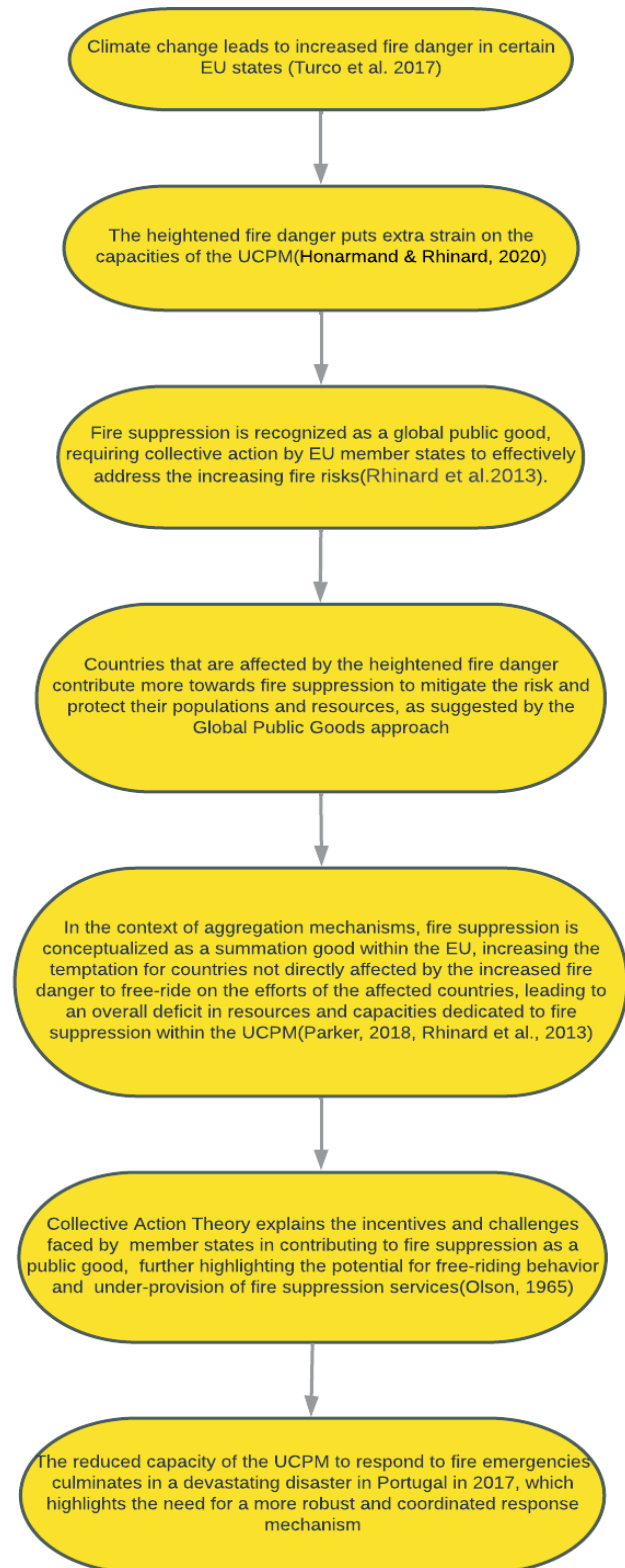 Climate change leads to increased fire danger in certain
EU states (Turco et al. 2017)
The heightened fire danger puts extra strain on the
capacities of the UCPM(Honarmand & Rhinard, 2020)
Fire suppression is recognized as a global public good,
requiring collective action by EU member states to effectively
address the increasing fire risks(Rhinard et al.2013).
Countries that are affected by the heightened fire danger
contribute more towards fire suppression to mitigate the risk and
protect their populations and resources, as suggested by the
Global Public Goods approach
In the context of aggregation mechanisms, fire suppression is
conceptualized as a summation good within the EU, increasing the
temptation for countries not directly affected by the increased fire
danger to free-ride on the efforts of the affected countries, leading to
an overall deficit in resources and capacities dedicated to fire
suppression within the UCPM(Parker, 2018, Rhinard et al., 2013)
Collective Action Theory explains the incentives and challenges
faced by  member states in contributing to fire suppression as a
public good,  further highlighting the potential for free-riding behavior
and  under-provision of fire suppression services(Olson, 1965)
The reduced capacity of the UCPM to respond to fire emergencies
culminates in a devastating disaster in Portugal in 2017, which
highlights the need for a more robust and coordinated response
mechanism